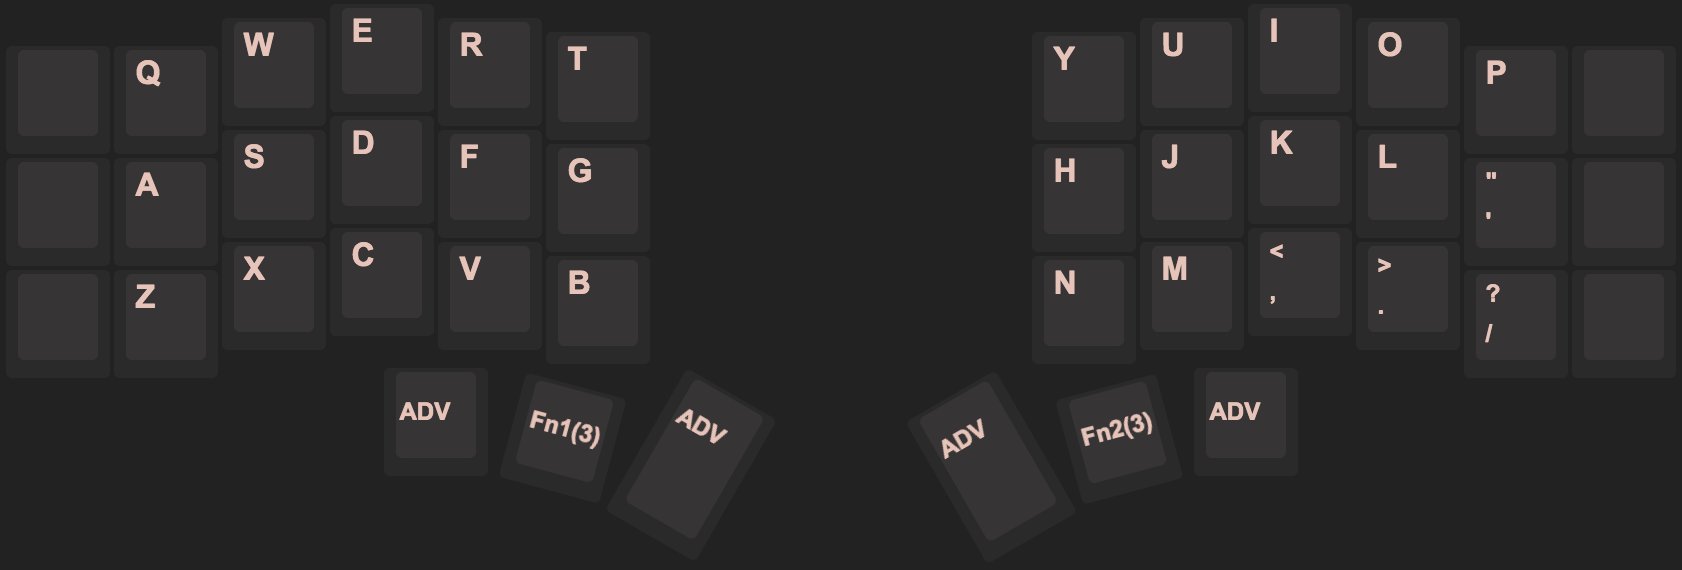 Q W E R T Y U I O P
A S D F G H J K L "
'
Z X C V B N M <
, >
. ?
/
ADV Fn1(3) ADV ADV Fn2(3) ADV